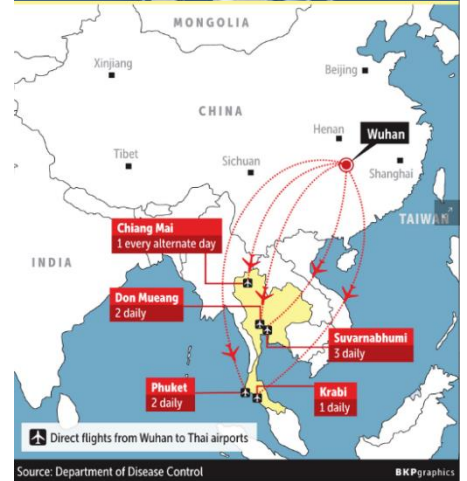 MONGOLIA
Xinjiang
Beijing
CHINA
Henan
Wuhan
Tibet
Sichuan
Shanghai
TAIWAN
Chiang Mai
1 every alternate day
INDIA
Don Mueang
2 daily
Suvarnabhumi
3 daily
Phuket
2 daily
Krabi
1 daily
Direct flights from Wuhan to Thai airports
Source: Department of Disease Control
BKPgraphics